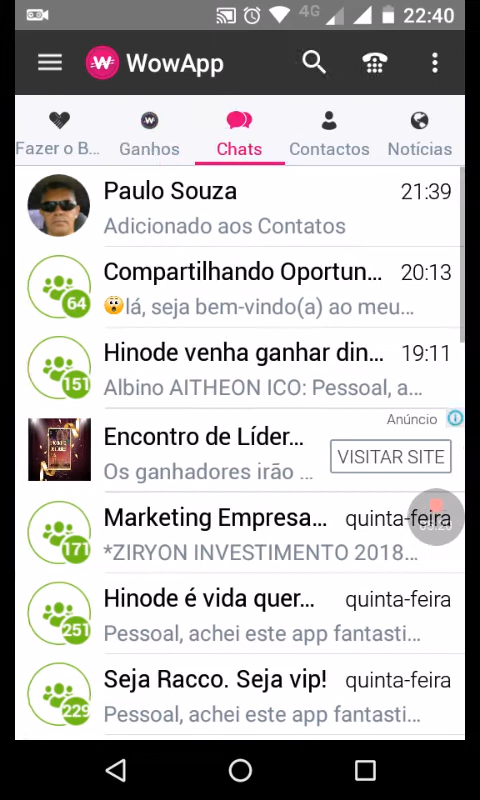 4G 22:40
WowApp
Fazer o B... Ganhos Chats Contactos Notícias
Paulo Souza 21:39
Adicionado aos Contatos
Compartilhando Oportun... 20:13
64 😲lá, seja bem-vindo(a) ao meu...
Hinode venha ganhar din... 19:11
151 Albino AITHEON ICO: Pessoal, a...
Anúncio
Encontro de Líder...
VISITAR SITE
Os ganhadores irão ...
Marketing Empresa... quinta-feira
171 *ZIRYON INVESTIMENTO 2018...
Hinode é vida quer... quinta-feira
251 Pessoal, achei este app fantasti...
Seja Racco. Seja vip! quinta-feira
229 Pessoal, achei este app fantasti...